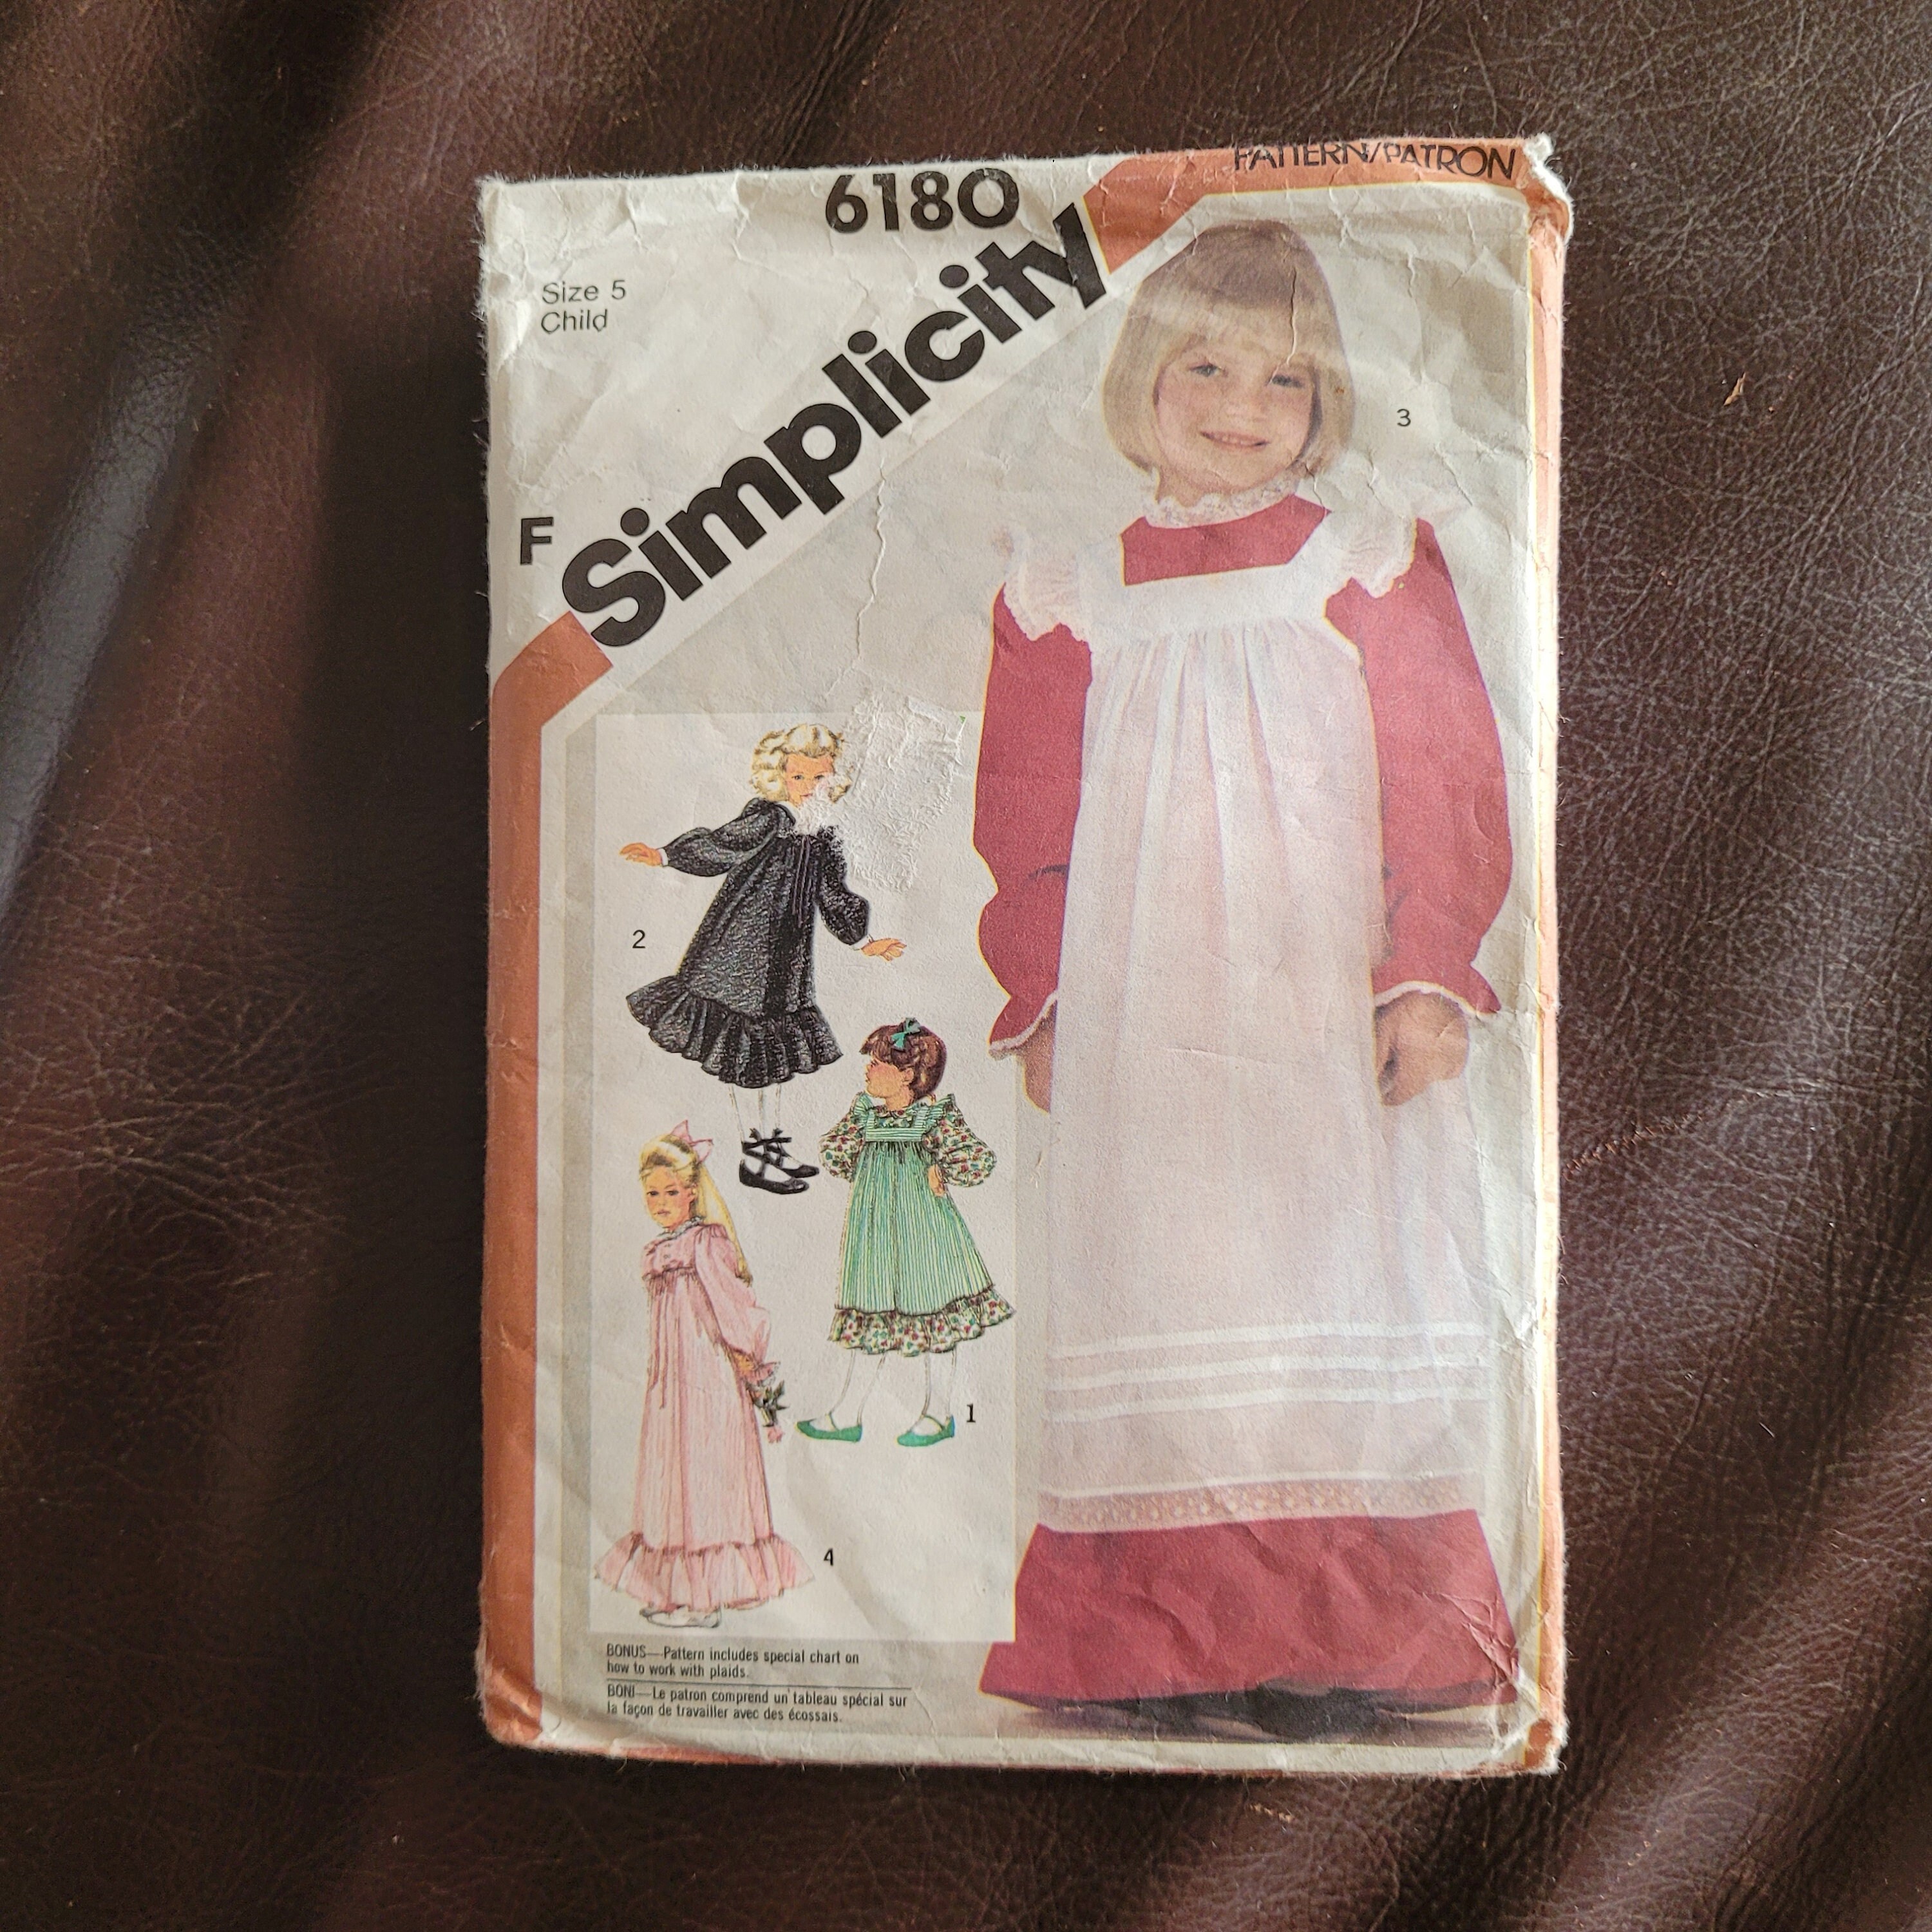 PATTERN/PATRON
6180
Size 5
Child
Simplicity
F
3
2
1
4
BONUS—Pattern includes special chart on
how to work with plaids.
BONI—Le patron comprend un tableau spécial sur
la façon de travailler avec des écossais.